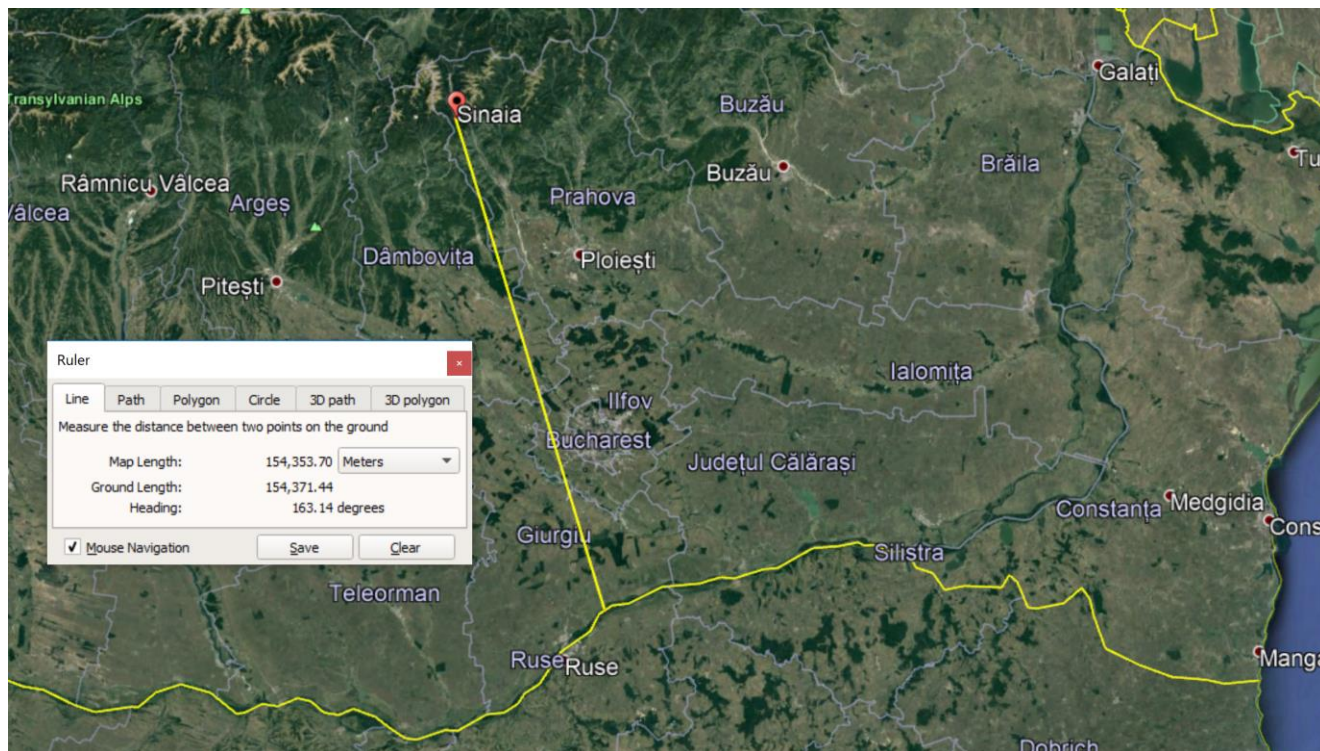 Galați
Transylvanian Alps
Sinaia
Buzău
Buzău
Brăila
Râmnicu Vâlcea
Prahova
Argeș
Vâlcea
Dâmbovița
Ploiești
Pitești
Ruler
Line Path Polygon Circle 3D path 3D polygon
Measure the distance between two points on the ground
Map Length: 154,353.70 Meters
Ground Length: 154,371.44
Heading: 163.14 degrees
Mouse Navigation Save Clear
Ialomița
Ilfov
Bucharest
Județul Călărași
Constanța
Medgidia
Cons
Giurgiu
Silistra
Teleorman
Ruse
Ruse
Manga
Dobrich